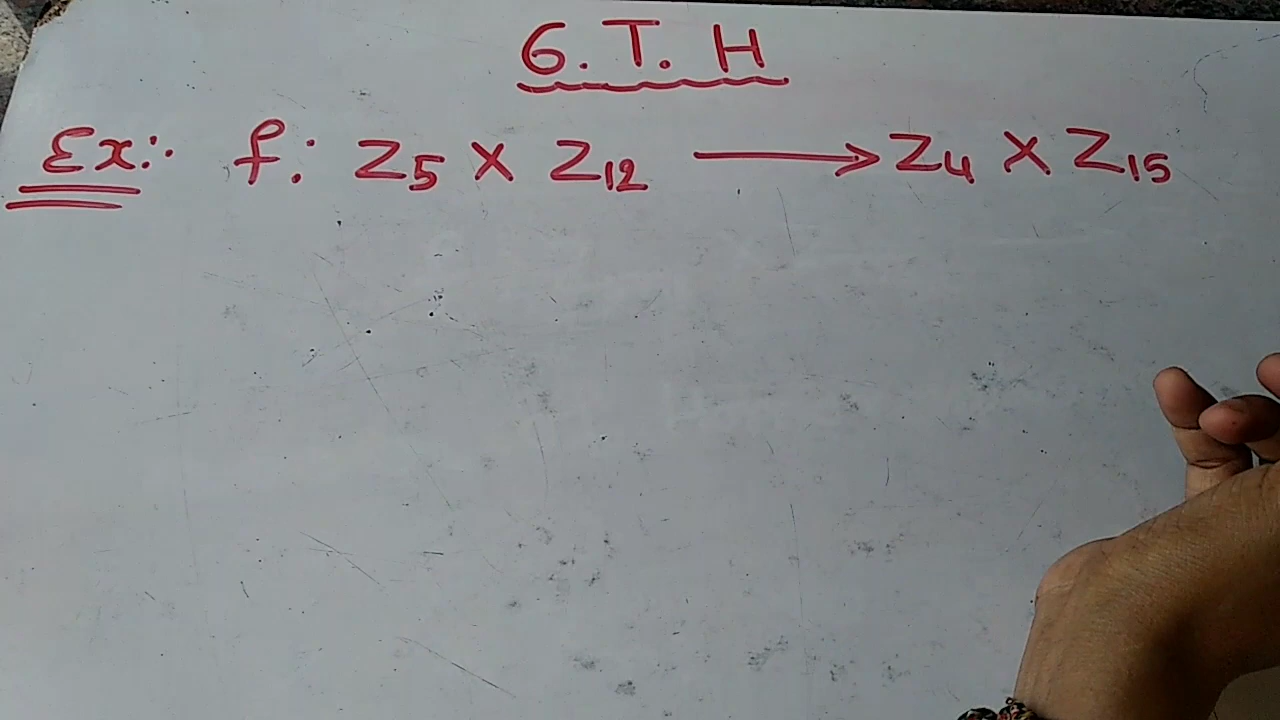 G.T.H
Ex:- f: Z₅ × Z₁₂ ⟶ Z₄ × Z₁₅